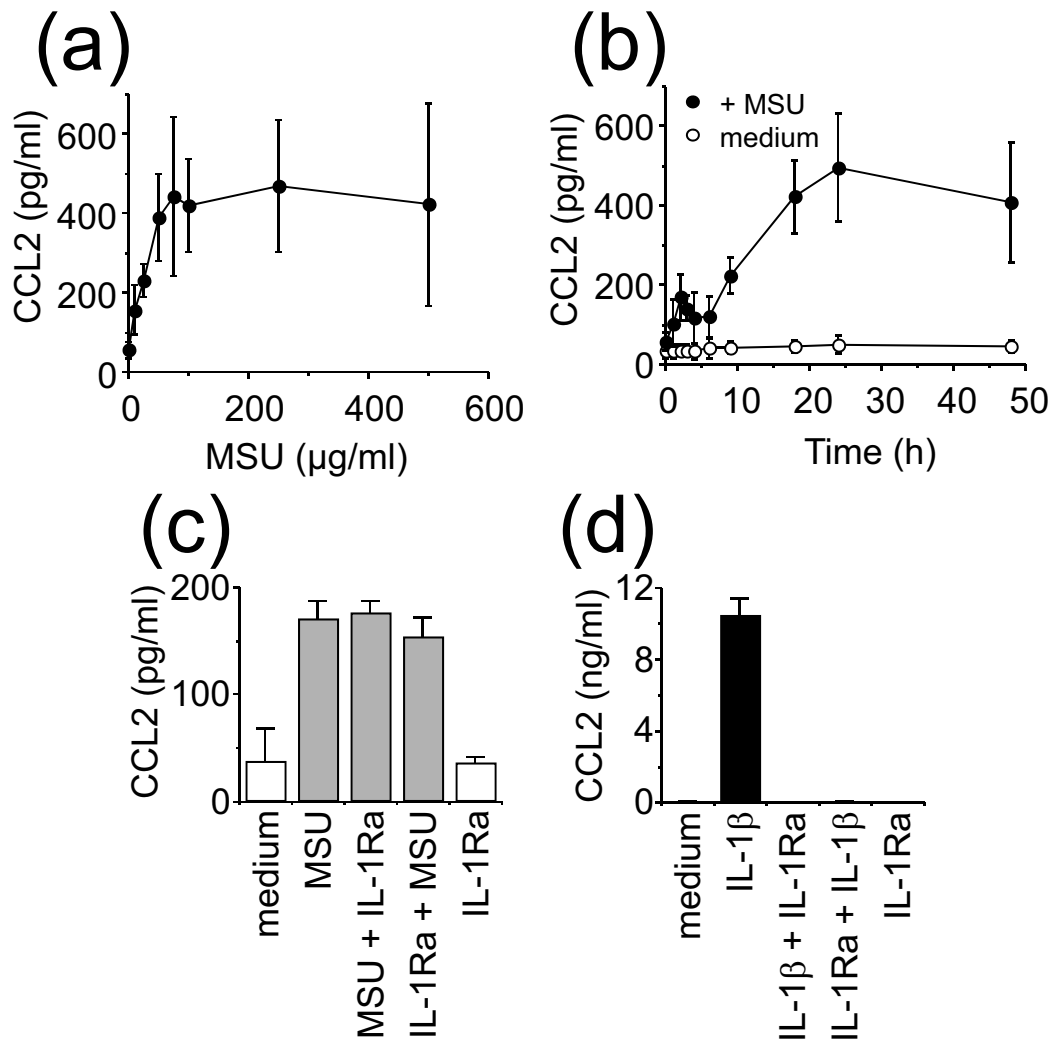 (a)
CCL2 (pg/ml)
600
400
200
0
0 200 400 600
MSU (µg/ml)
(b)
CCL2 (pg/ml)
+ MSU
medium
600
400
200
0
0 10 20 30 40 50
Time (h)
(c)
CCL2 (pg/ml)
200
100
0
medium
MSU
MSU + IL-1Ra
IL-1Ra + MSU
IL-1Ra
(d)
CCL2 (ng/ml)
12
8
4
0
medium
IL-1β
IL-1β + IL-1Ra
IL-1Ra + IL-1β
IL-1Ra